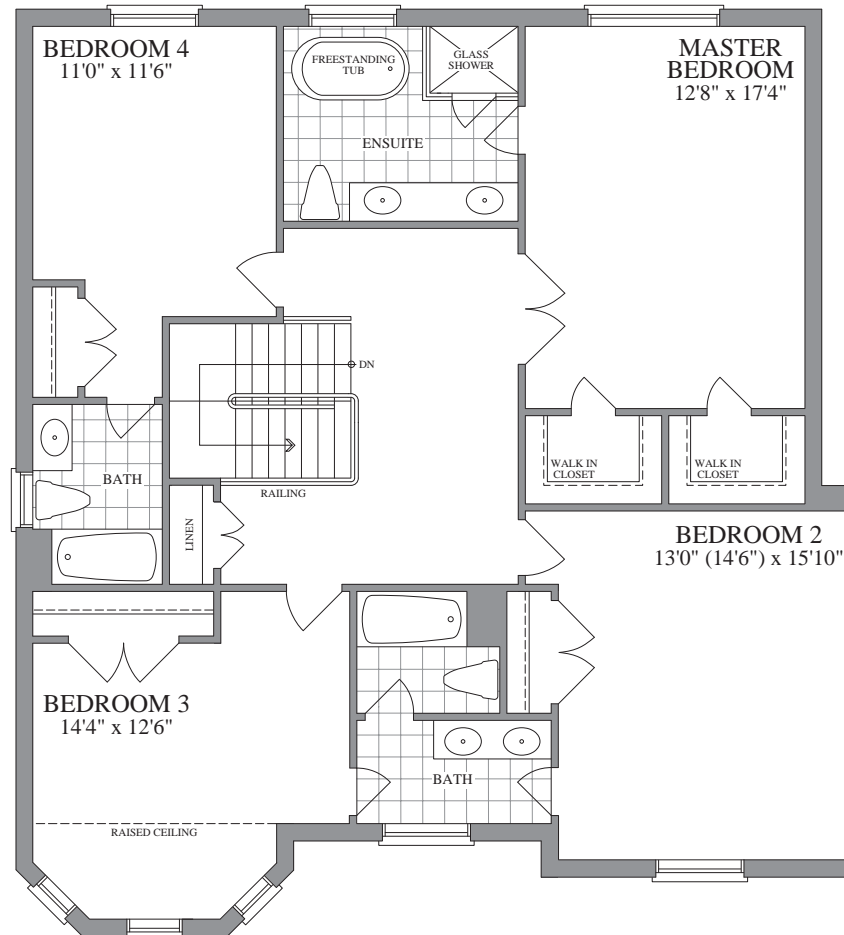 BEDROOM 4
11'0" x 11'6"
FREESTANDING
TUB
GLASS
SHOWER
ENSUITE
MASTER
BEDROOM
12'8" x 17'4"
DN
RAILING
LINEN
BATH
WALK IN
CLOSET
WALK IN
CLOSET
BEDROOM 2
13'0" (14'6") x 15'10"
BEDROOM 3
14'4" x 12'6"
RAISED CEILING
BATH